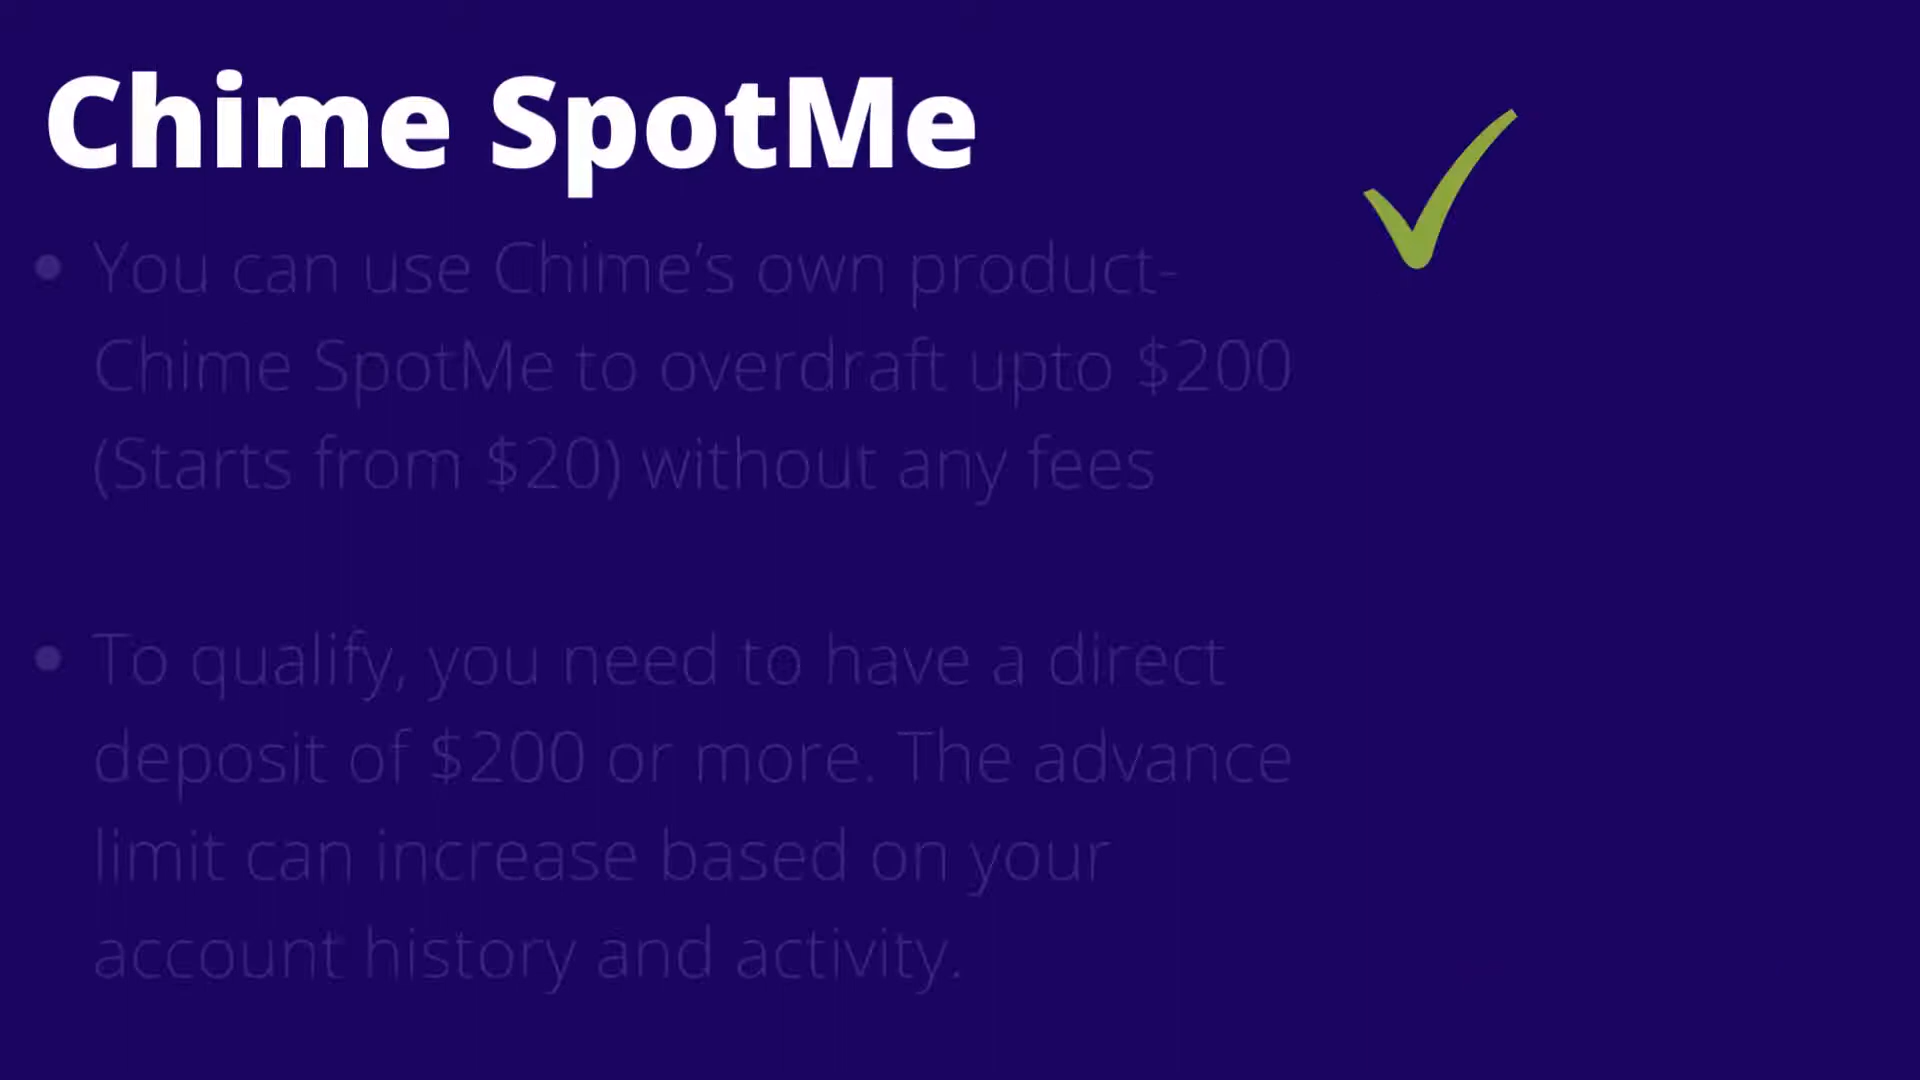 Chime SpotMe
• You can use Chime’s own product-
Chime SpotMe to overdraft upto $200
(Starts from $20) without any fees
• To qualify, you need to have a direct
deposit of $200 or more. The advance
limit can increase based on your
account history and activity.